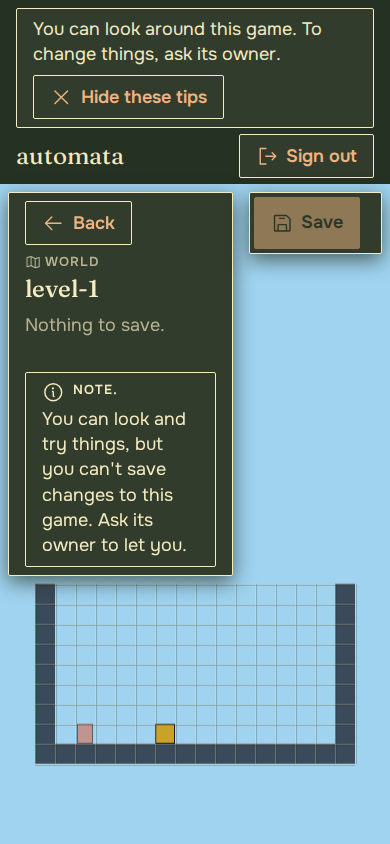 You can look around this game. To
change things, ask its owner.
Hide these tips
automata
Sign out
Back
Save
WORLD
level-1
Nothing to save.
NOTE.
You can look and
try things, but
you can't save
changes to this
game. Ask its
owner to let you.